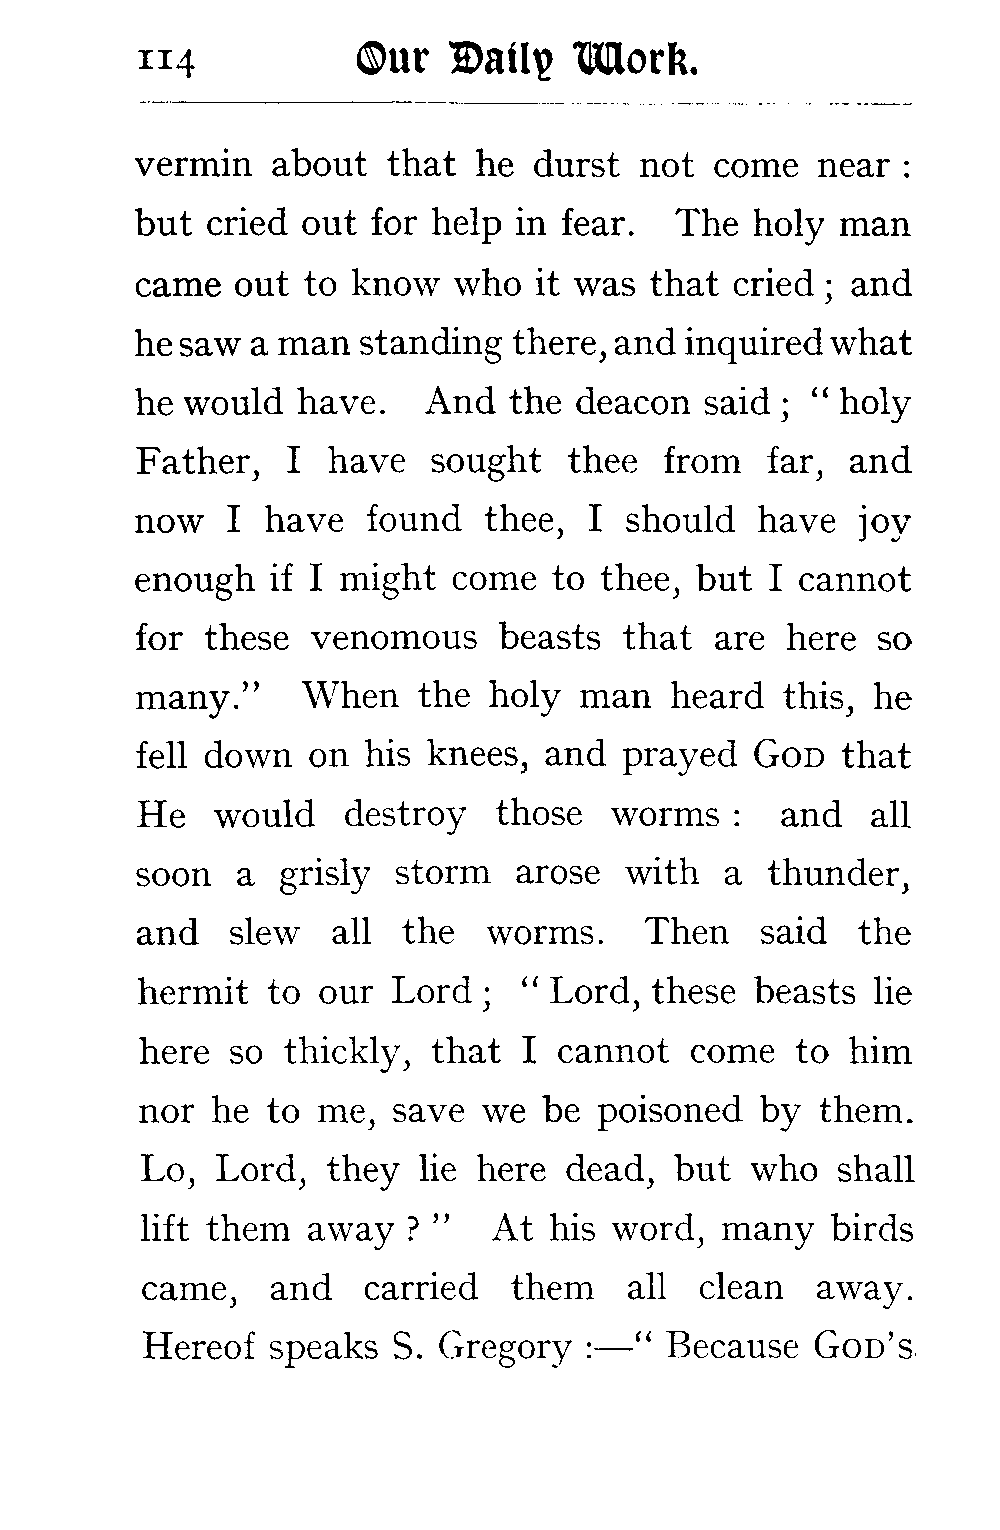 114 Our Daily Work.
vermin about that he durst not come near :
but cried out for help in fear. The holy man
came out to know who it was that cried ; and
he saw a man standing there, and inquired what
he would have. And the deacon said ; “ holy
Father, I have sought thee from far, and
now I have found thee, I should have joy
enough if I might come to thee, but I cannot
for these venomous beasts that are here so
many.” When the holy man heard this, he
fell down on his knees, and prayed GOD that
He would destroy those worms : and all
soon a grisly storm arose with a thunder,
and slew all the worms. Then said the
hermit to our Lord ; “ Lord, these beasts lie
here so thickly, that I cannot come to him
nor he to me, save we be poisoned by them.
Lo, Lord, they lie here dead, but who shall
lift them away ? ” At his word, many birds
came, and carried them all clean away.
Hereof speaks S. Gregory :—“ Because GOD’S